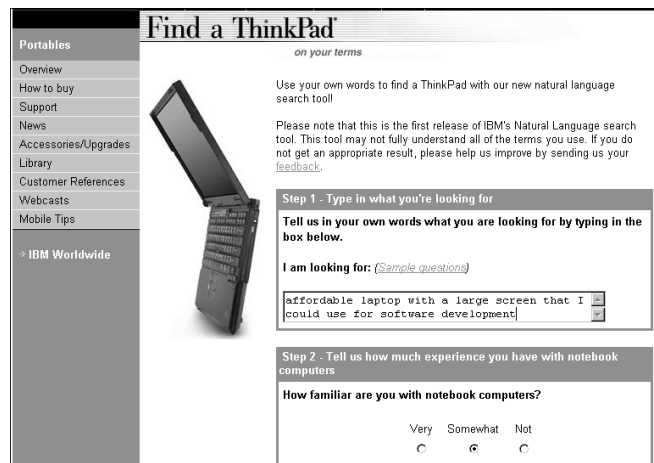 Find a ThinkPad
on your terms
Portables
Overview
How to buy
Support
News
Accessories/Upgrades
Library
Customer References
Webcasts
Mobile Tips
IBM Worldwide
Use your own words to find a ThinkPad with our new natural language
search tool!
Please note that this is the first release of IBM's Natural Language search
tool. This tool may not fully understand all of the terms you use. If you do
not get an appropriate result, please help us improve by sending us your
feedback.
Step 1 - Type in what you're looking for
Tell us in your own words what you are looking for by typing in the
box below.
I am looking for: (Sample questions)
affordable laptop with a large screen that I
could use for software development
Step 2 - Tell us how much experience you have with notebook
computers
How familiar are you with notebook computers?
Very Somewhat Not